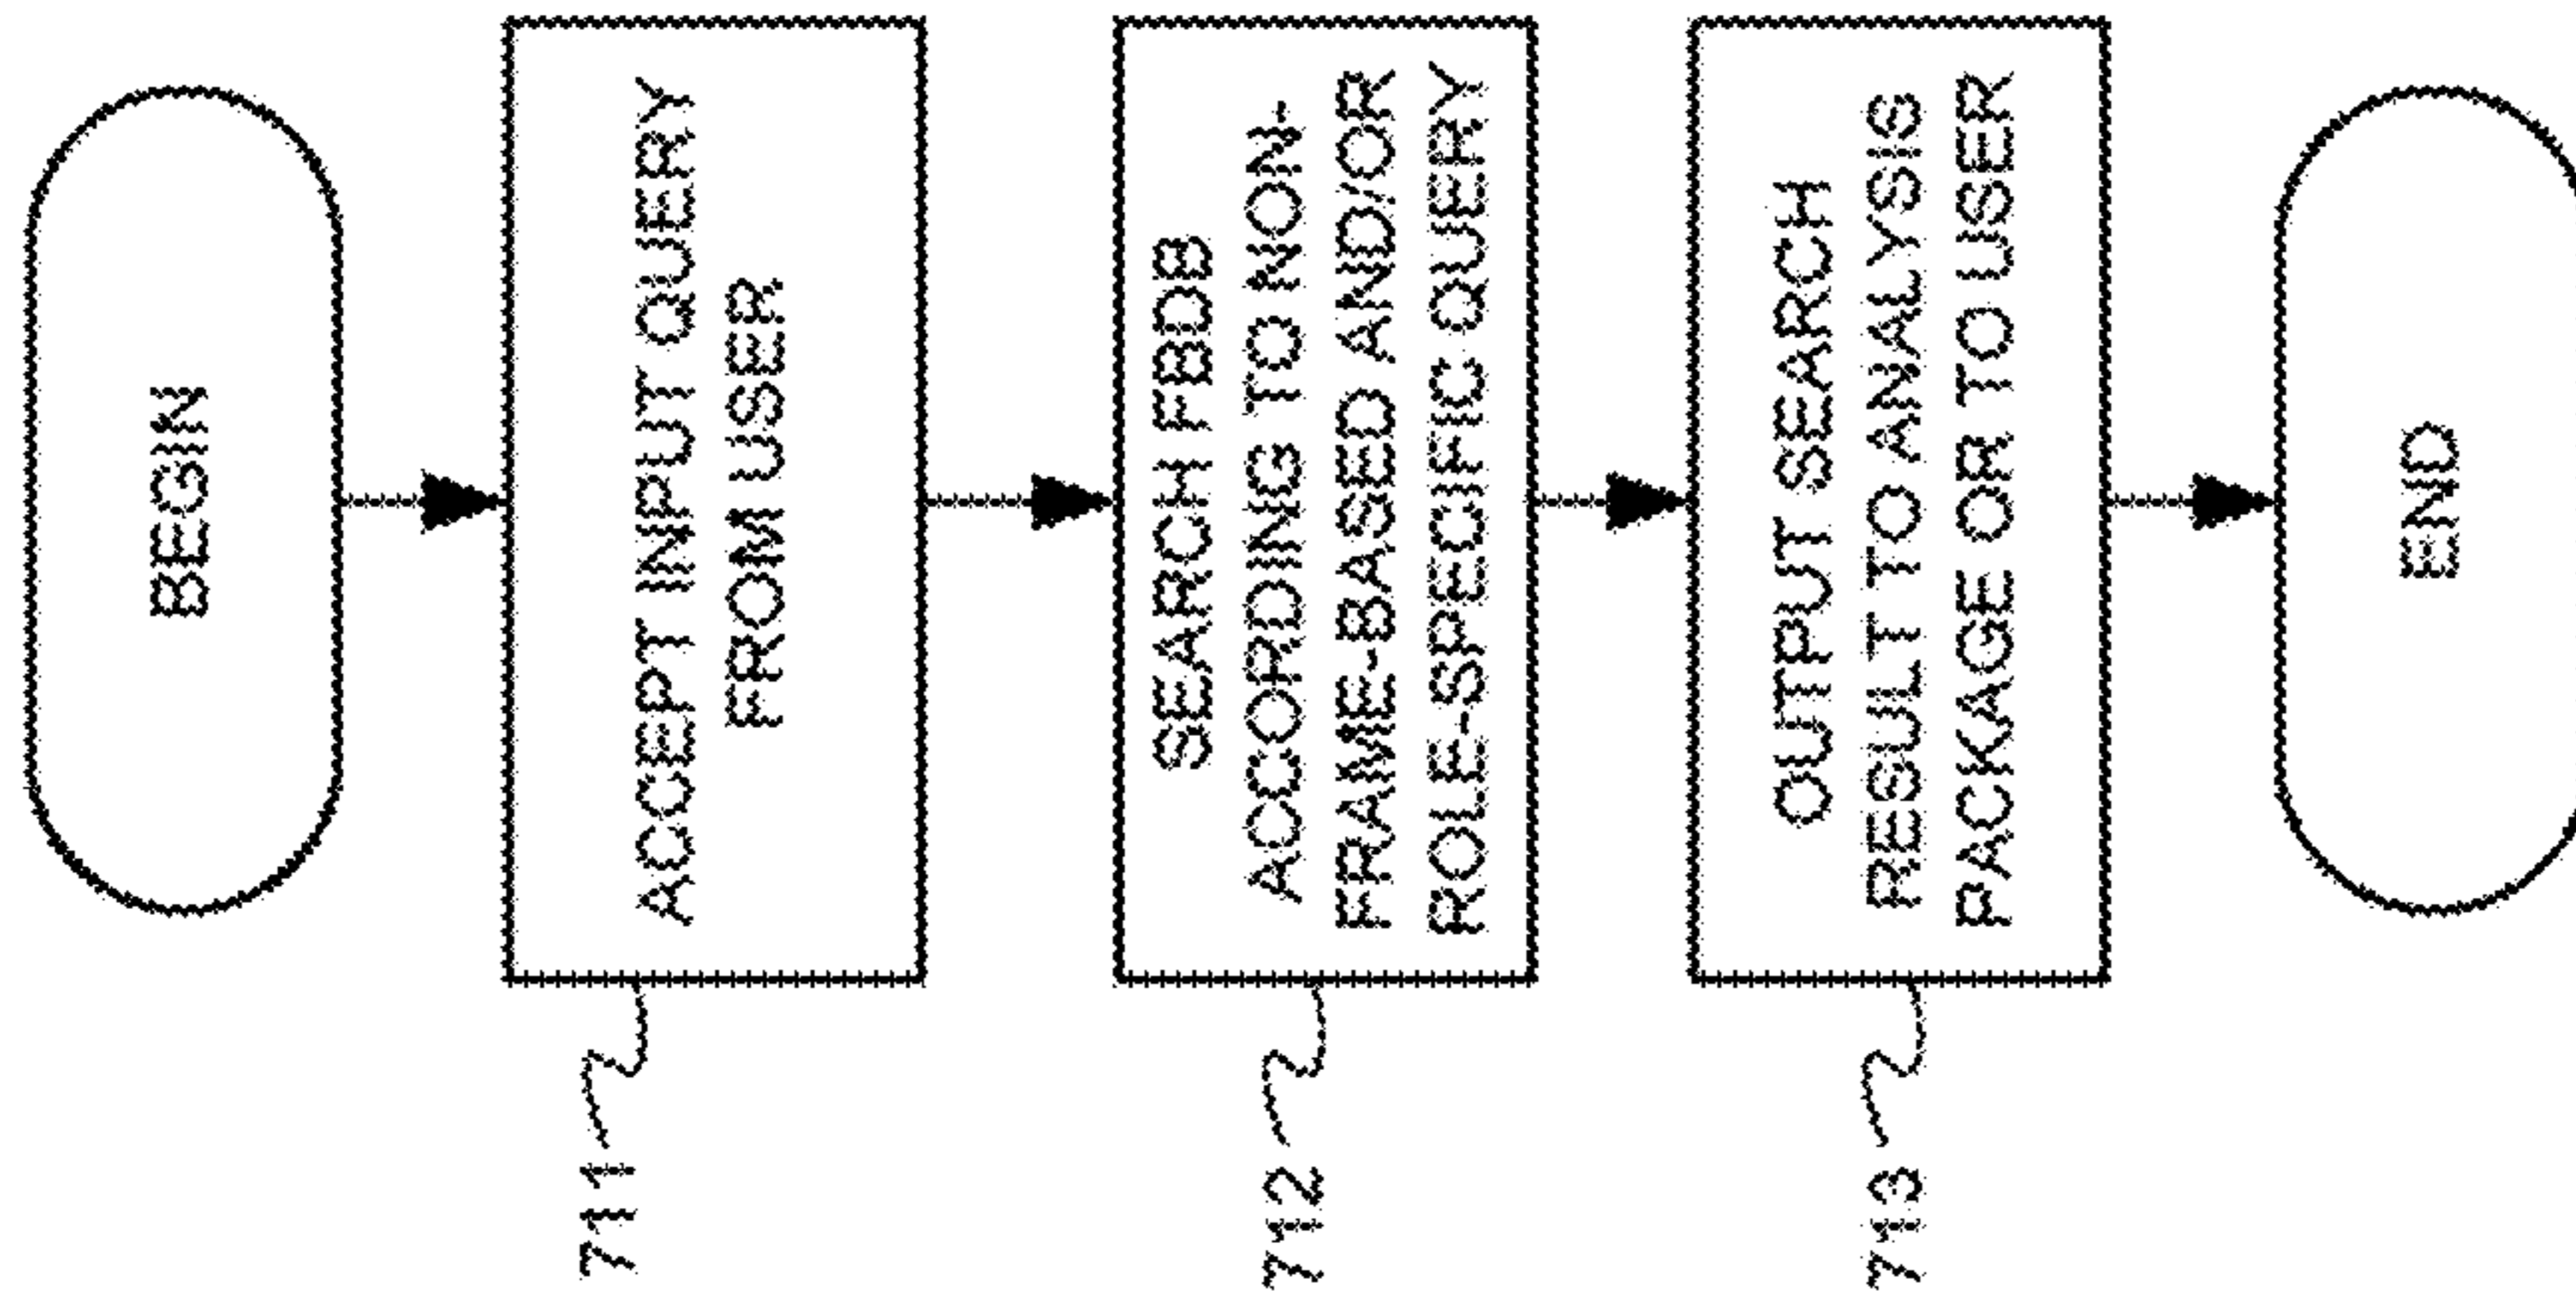 BEGIN
711
ACCEPT INPUT QUERY
FROM USER
712
SEARCH FBDB
ACCORDING TO NON-
FRAME-BASED AND/OR
ROLE-SPECIFIC QUERY
713
OUTPUT SEARCH
RESULT TO ANALYSIS
PACKAGE OR TO USER
END